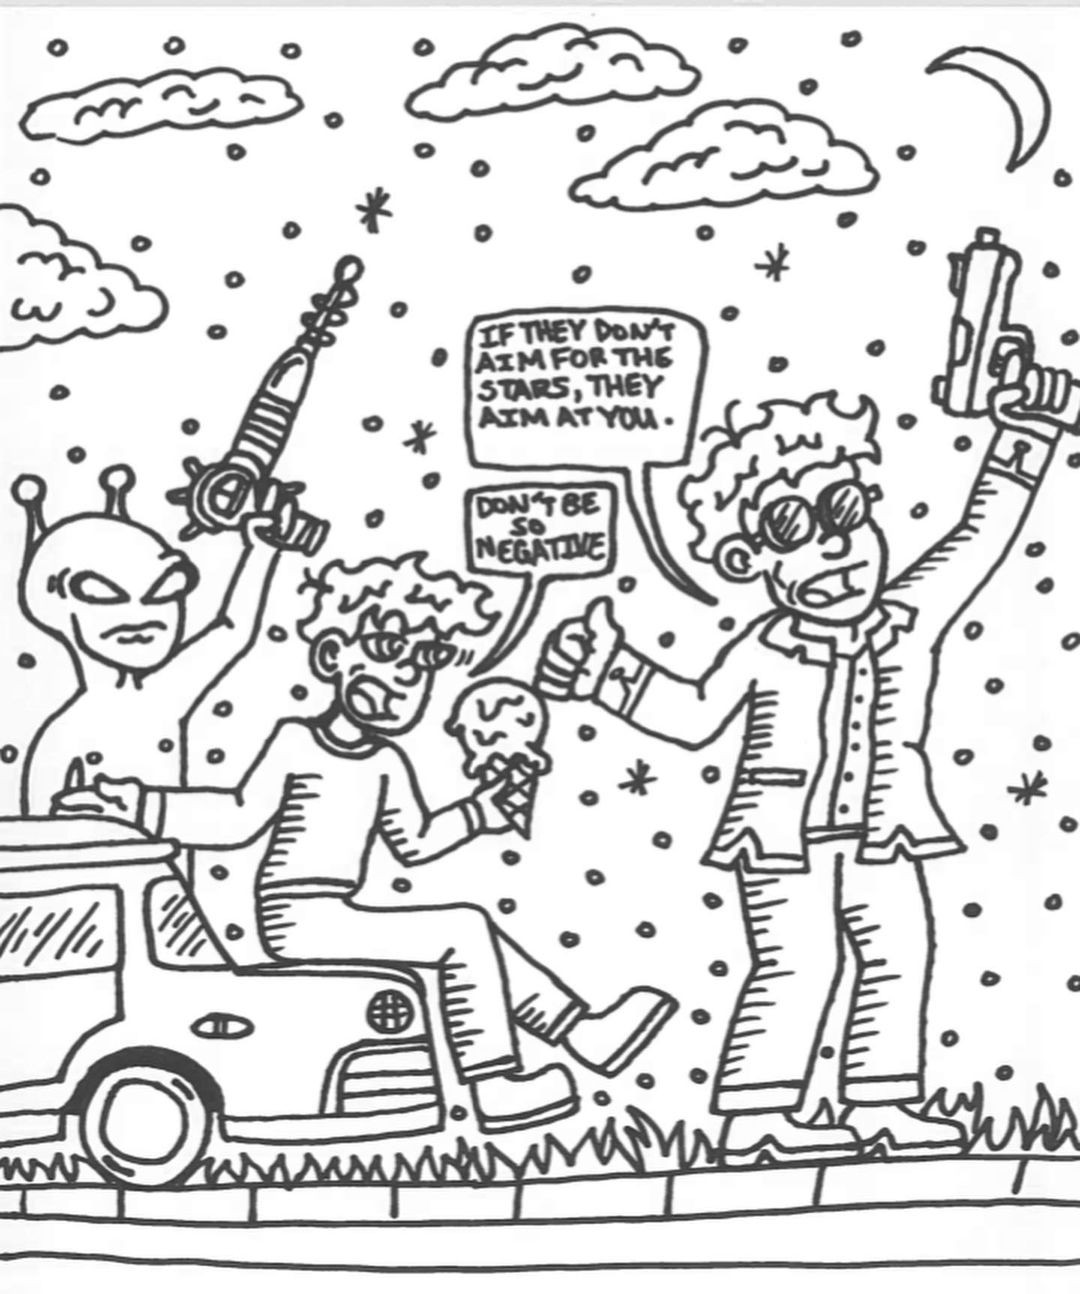 IF THEY DON'T
AIM FOR THE
STARS, THEY
AIM AT YOU.
DON'T BE
SO
NEGATIVE